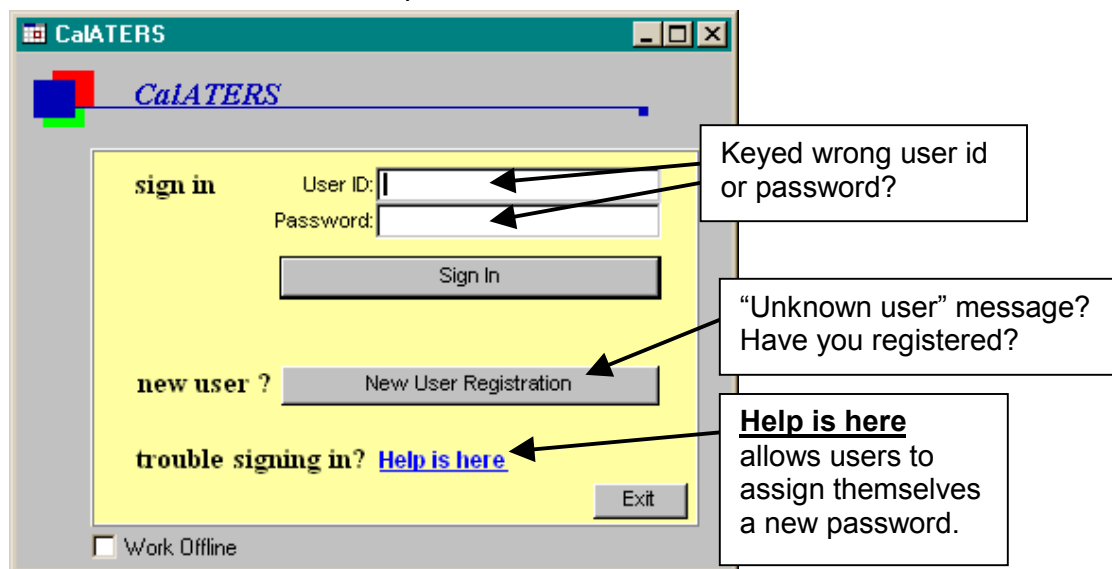 CalATERS
CalATERS
Keyed wrong user id
or password?
sign in User ID:
Password:
Sign In
“Unknown user” message?
Have you registered?
new user ? New User Registration
Help is here
allows users to
assign themselves
a new password.
trouble signing in? Help is here
Exit
Work Offline